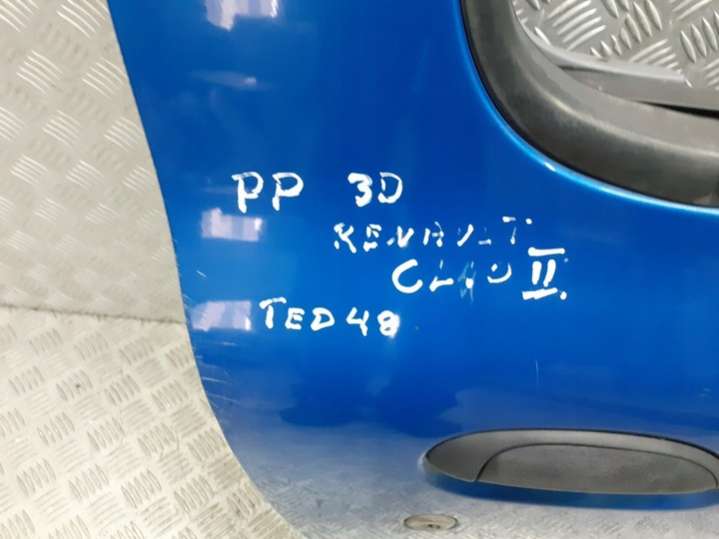 PP 3D
RENAULT
CLIO II
TED48